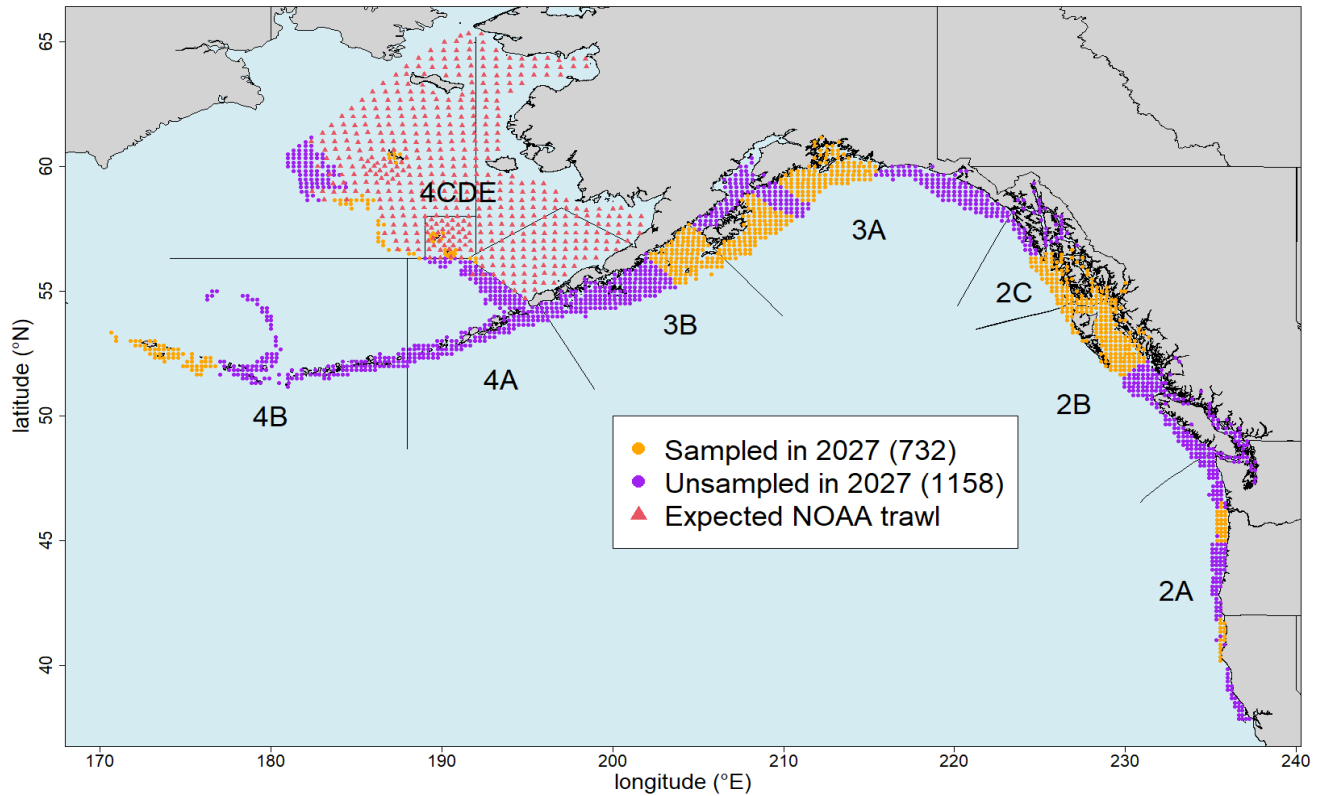 65
60
55
50
45
40
latitude (°N)
4CDE
3A
2C
3B
4A
4B
2B
2A
Sampled in 2027 (732)
Unsampled in 2027 (1158)
Expected NOAA trawl
170
180
190
200
210
220
230
240
longitude (°E)